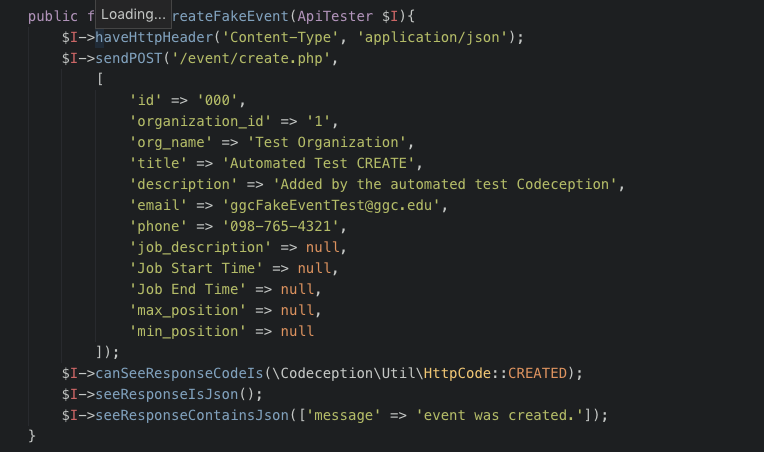 Loading...
public f reateFakeEvent(ApiTester $I){
$I->haveHttpHeader('Content-Type', 'application/json');
$I->sendPOST('/event/create.php',
[
'id' => '000',
'organization_id' => '1',
'org_name' => 'Test Organization',
'title' => 'Automated Test CREATE',
'description' => 'Added by the automated test Codeception',
'email' => 'ggcFakeEventTest@ggc.edu',
'phone' => '098-765-4321',
'job_description' => null,
'Job Start Time' => null,
'Job End Time' => null,
'max_position' => null,
'min_position' => null
]);
$I->canSeeResponseCodeIs(\Codeception\Util\HttpCode::CREATED);
$I->seeResponseIsJson();
$I->seeResponseContainsJson(['message' => 'event was created.']);
}